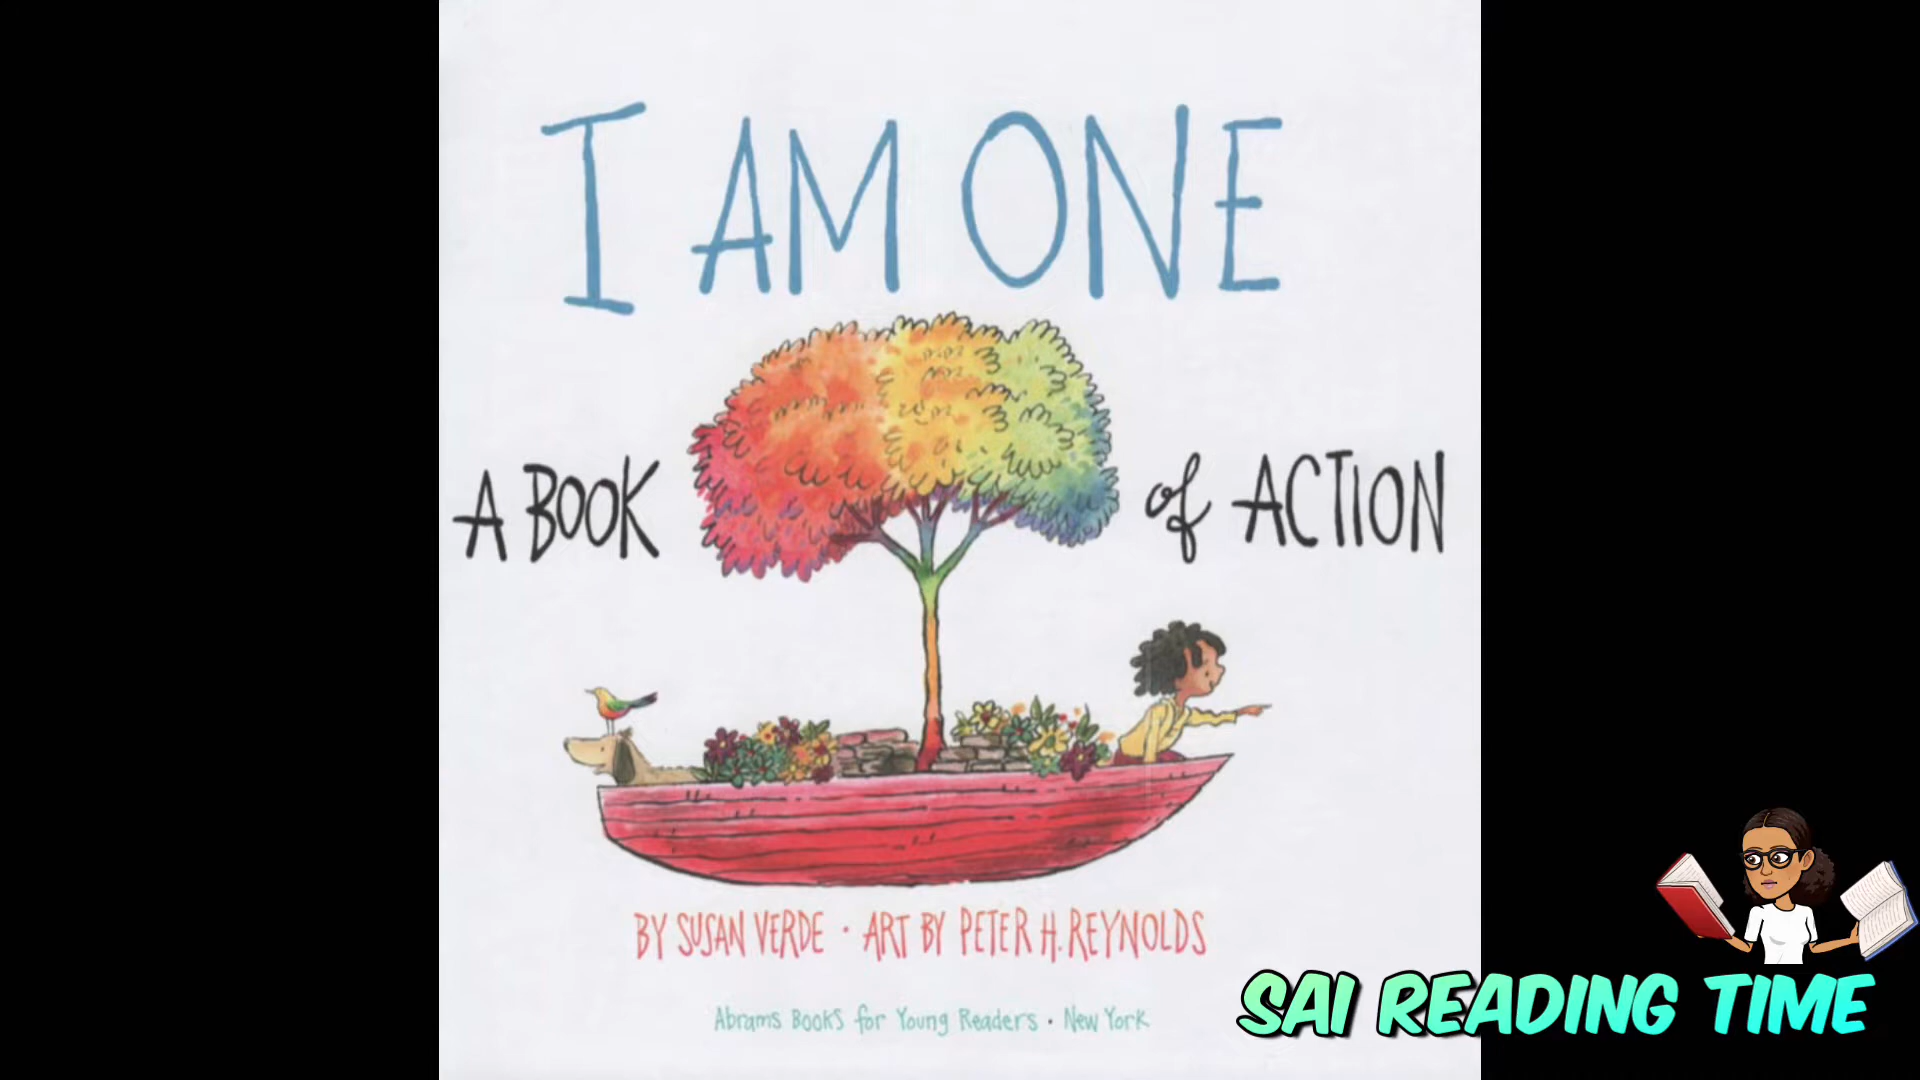 I AM ONE
A BOOK of ACTION
BY SUSAN VERDE · ART BY PETER H. REYNOLDS
Abrams Books for Young Readers · New York
SAI READING TIME